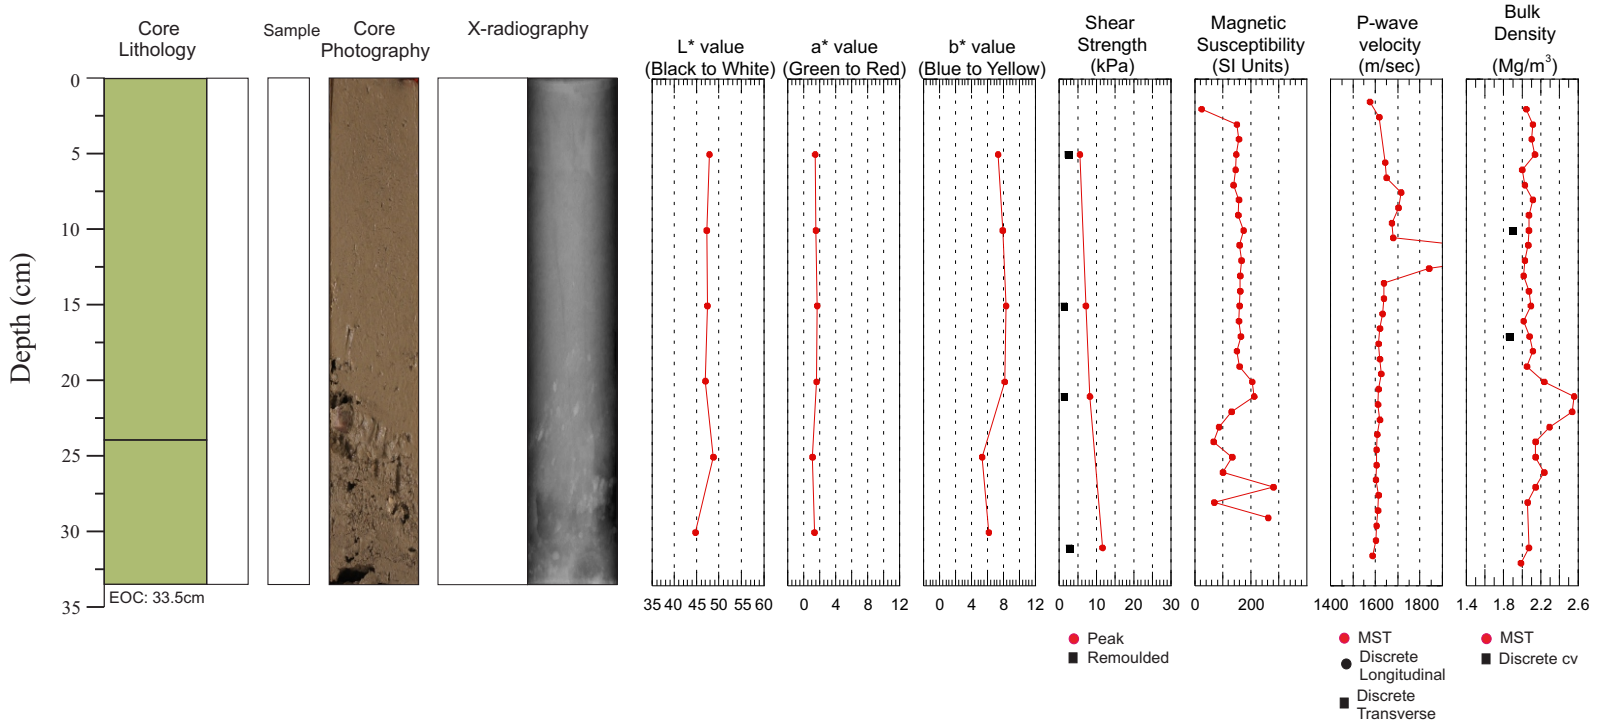 Core
Lithology
Sample
Core
Photography
X-radiography
L* value
(Black to White)
a* value
(Green to Red)
b* value
(Blue to Yellow)
Shear
Strength
(kPa)
Magnetic
Susceptibility
(SI Units)
P-wave
velocity
(m/sec)
Bulk
Density
(Mg/m³)
Depth (cm)
0
5
10
15
20
25
30
35
EOC: 33.5cm
35 40 45 50 55 60
0 4 8 12
0 4 8 12
0 10 20 30
0 200
1400 1600 1800
1.4 1.8 2.2 2.6
Peak
Remoulded
MST
Discrete
Longitudinal
Discrete
Transverse
MST
Discrete cv